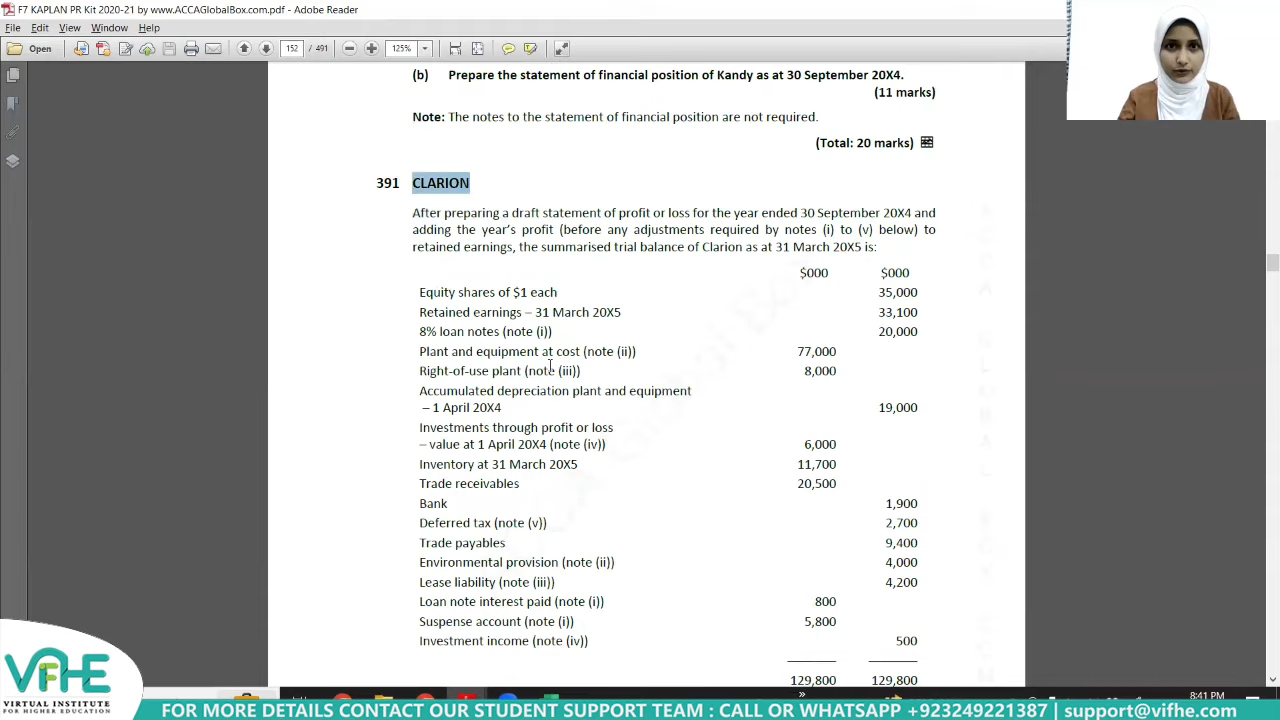 F7 KAPLAN PR Kit 2020-21 by www.ACCAGlobalBox.com.pdf - Adobe Reader
File Edit View Window Help
Open 152 / 491 125%
(b) Prepare the statement of financial position of Kandy as at 30 September 20X4.
(11 marks)
Note: The notes to the statement of financial position are not required.
(Total: 20 marks)
391 CLARION
After preparing a draft statement of profit or loss for the year ended 30 September 20X4 and
adding the year's profit (before any adjustments required by notes (i) to (v) below) to
retained earnings, the summarised trial balance of Clarion as at 31 March 20X5 is:
$000 $000
Equity shares of $1 each 35,000
Retained earnings – 31 March 20X5 33,100
8% loan notes (note (i)) 20,000
Plant and equipment at cost (note (ii)) 77,000
Right-of-use plant (note (iii)) 8,000
Accumulated depreciation plant and equipment
– 1 April 20X4 19,000
Investments through profit or loss
– value at 1 April 20X4 (note (iv)) 6,000
Inventory at 31 March 20X5 11,700
Trade receivables 20,500
Bank 1,900
Deferred tax (note (v)) 2,700
Trade payables 9,400
Environmental provision (note (ii)) 4,000
Lease liability (note (iii)) 4,200
Loan note interest paid (note (i)) 800
Suspense account (note (i)) 5,800
Investment income (note (iv)) 500
129,800 129,800
8:41 PM
VFHE
VIRTUAL INSTITUTE
FOR HIGHER EDUCATION
FOR MORE DETAILS CONTACT OUR STUDENT SUPPORT TEAM : CALL OR WHATSAPP +923249221387 | support@vifhe.com